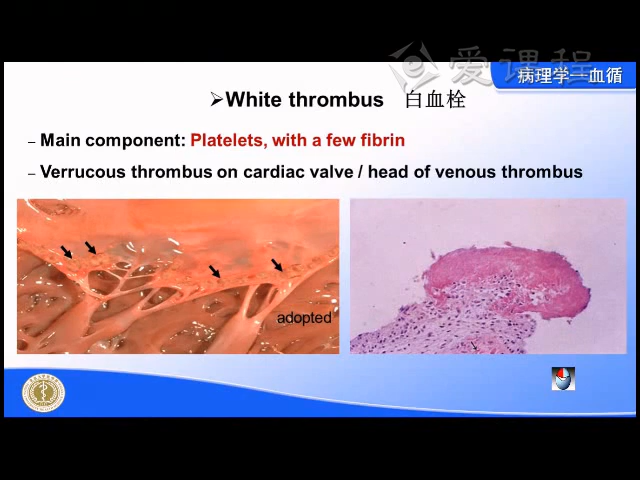 爱课程
病理学—血循
➢White thrombus 白血栓
– Main component: Platelets, with a few fibrin
– Verrucous thrombus on cardiac valve / head of venous thrombus
adopted